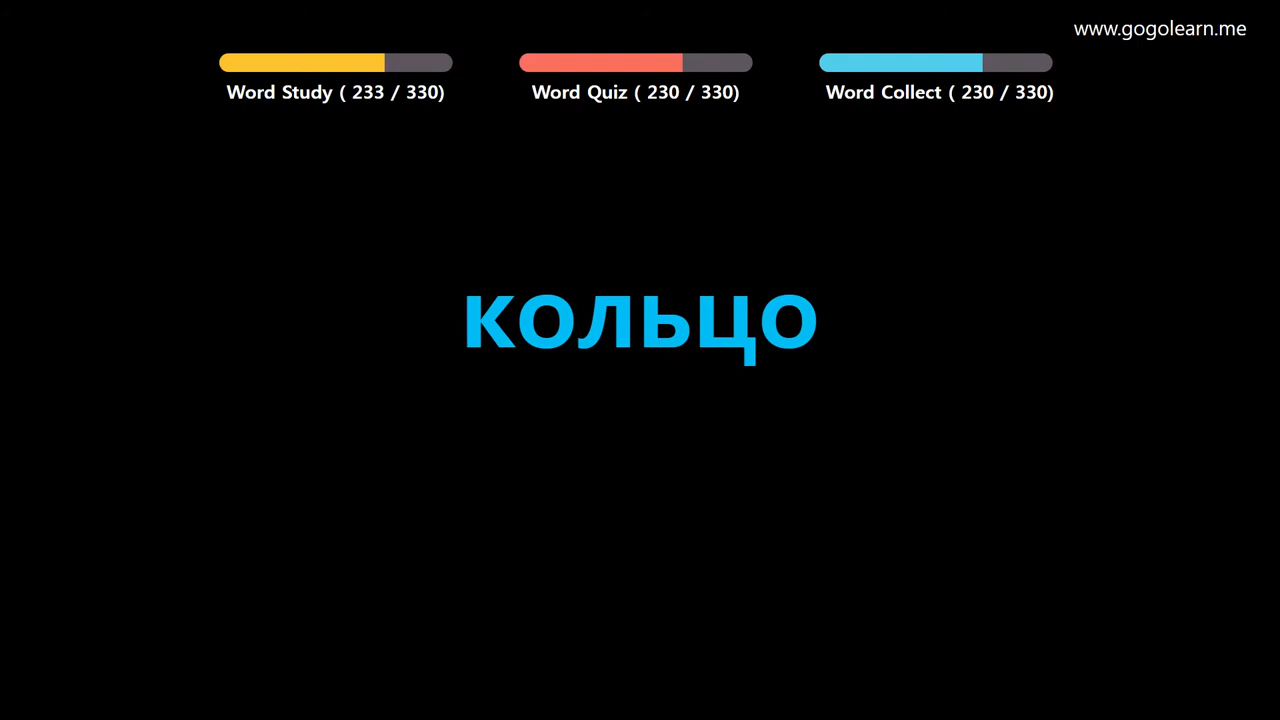 www.gogolearn.me
Word Study ( 233 / 330)
Word Quiz ( 230 / 330)
Word Collect ( 230 / 330)
кольцо